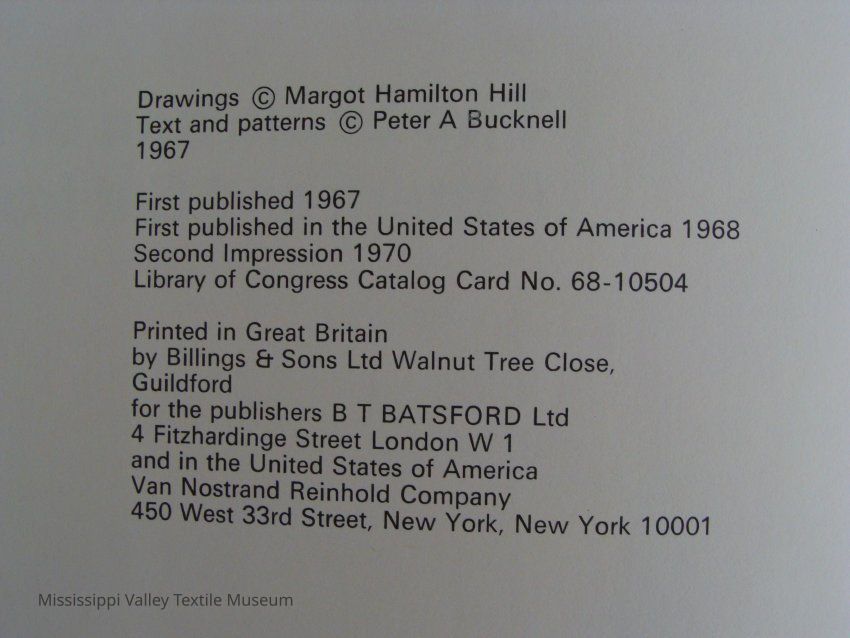 Drawings © Margot Hamilton Hill
Text and patterns © Peter A Bucknell
1967
First published 1967
First published in the United States of America 1968
Second Impression 1970
Library of Congress Catalog Card No. 68-10504
Printed in Great Britain
by Billings & Sons Ltd Walnut Tree Close,
Guildford
for the publishers B T BATSFORD Ltd
4 Fitzhardinge Street London W 1
and in the United States of America
Van Nostrand Reinhold Company
450 West 33rd Street, New York, New York 10001
Mississippi Valley Textile Museum